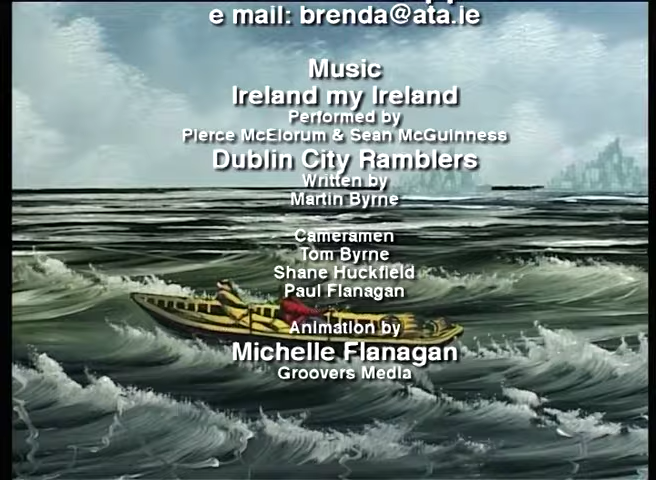 e mail: brenda@ata.ie
Music
Ireland my Ireland
Performed by
Pierce McElorum & Sean McGuinness
Dublin City Ramblers
Written by
Martin Byrne
Cameramen
Tom Byrne
Shane Huckfield
Paul Flanagan
Animation by
Michelle Flanagan
Groovers Media